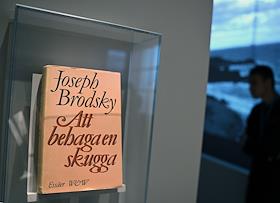 Joseph
Brodsky
Att
behaga en
skugga
Essäer W&W